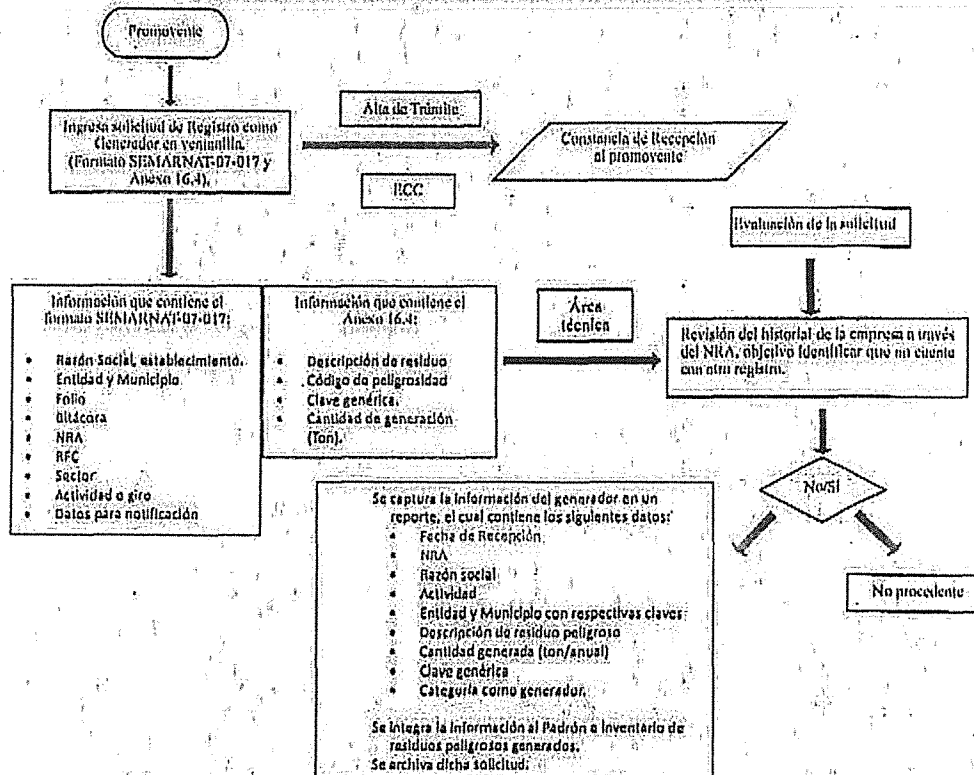 Promovente
Ingresa solicitud de Registro como
Generador en ventanilla.
(Formato SEMARNAT-07-017 y
Anexo 16.4).
Alta de Trámite
ECC
Constancia de Recepción
al promovente
Evaluación de la solicitud
Información que contiene el
formato SEMARNAT-07-017:
• Razón Social, establecimiento.
• Entidad y Municipio
• Folio
• Bitácora
• NRA
• RFC
• Sector
• Actividad o giro
• Datos para notificación
Información que contiene el
Anexo 16.4:
• Descripción de residuo
• Código de peligrosidad
• Clave genérica.
• Cantidad de generación
(Ton).
Área
técnica
Revisión del historial de la empresa a través
del NRA, objetivo identificar que no cuente
con otro registro.
No/Sí
No procedente
Se captura la información del generador en un
reporte, el cual contiene los siguientes datos:
• Fecha de Recepción
• NRA
• Razón social
• Actividad
• Entidad y Municipio con respectivas claves
• Descripción de residuo peligroso
• Cantidad generada (ton/anual)
• Clave genérica
• Categoría como generador.
Se integra la información al Padrón e Inventario de
residuos peligrosos generados.
Se archiva dicha solicitud.